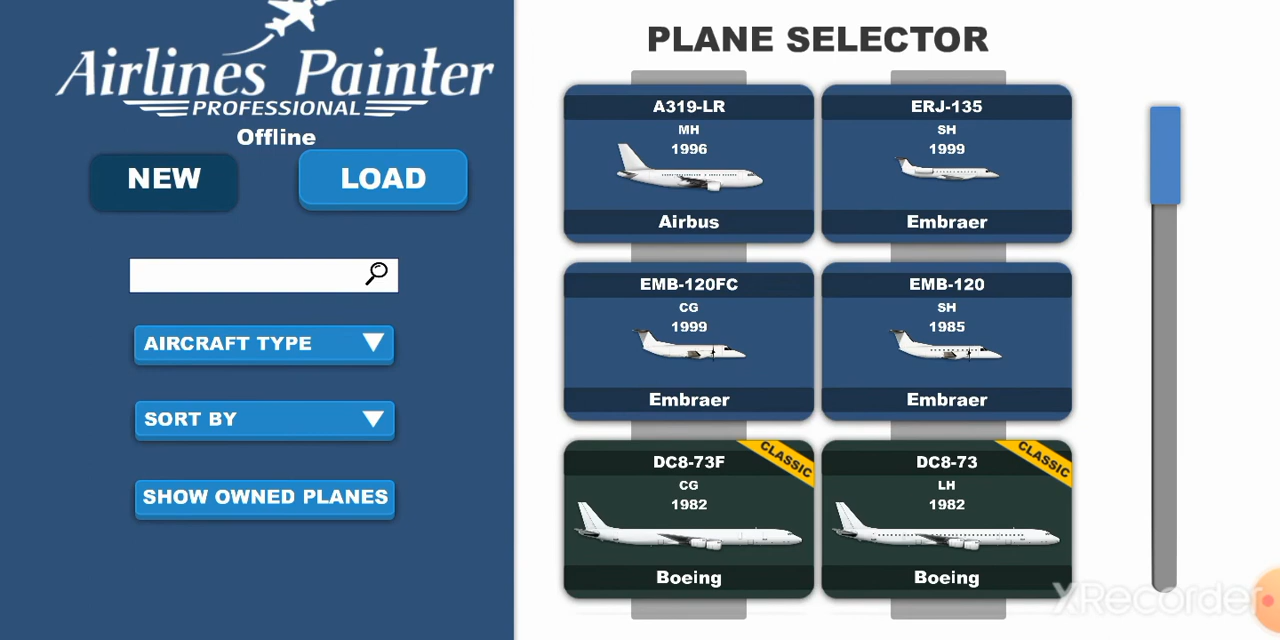 Airlines Painter
PROFESSIONAL
Offline
NEW
LOAD
AIRCRAFT TYPE
SORT BY
SHOW OWNED PLANES
PLANE SELECTOR
A319-LR
MH
1996
Airbus
ERJ-135
SH
1999
Embraer
EMB-120FC
CG
1999
Embraer
EMB-120
SH
1985
Embraer
DC8-73F
CLASSIC
CG
1982
Boeing
DC8-73
CLASSIC
LH
1982
Boeing
XRecorder